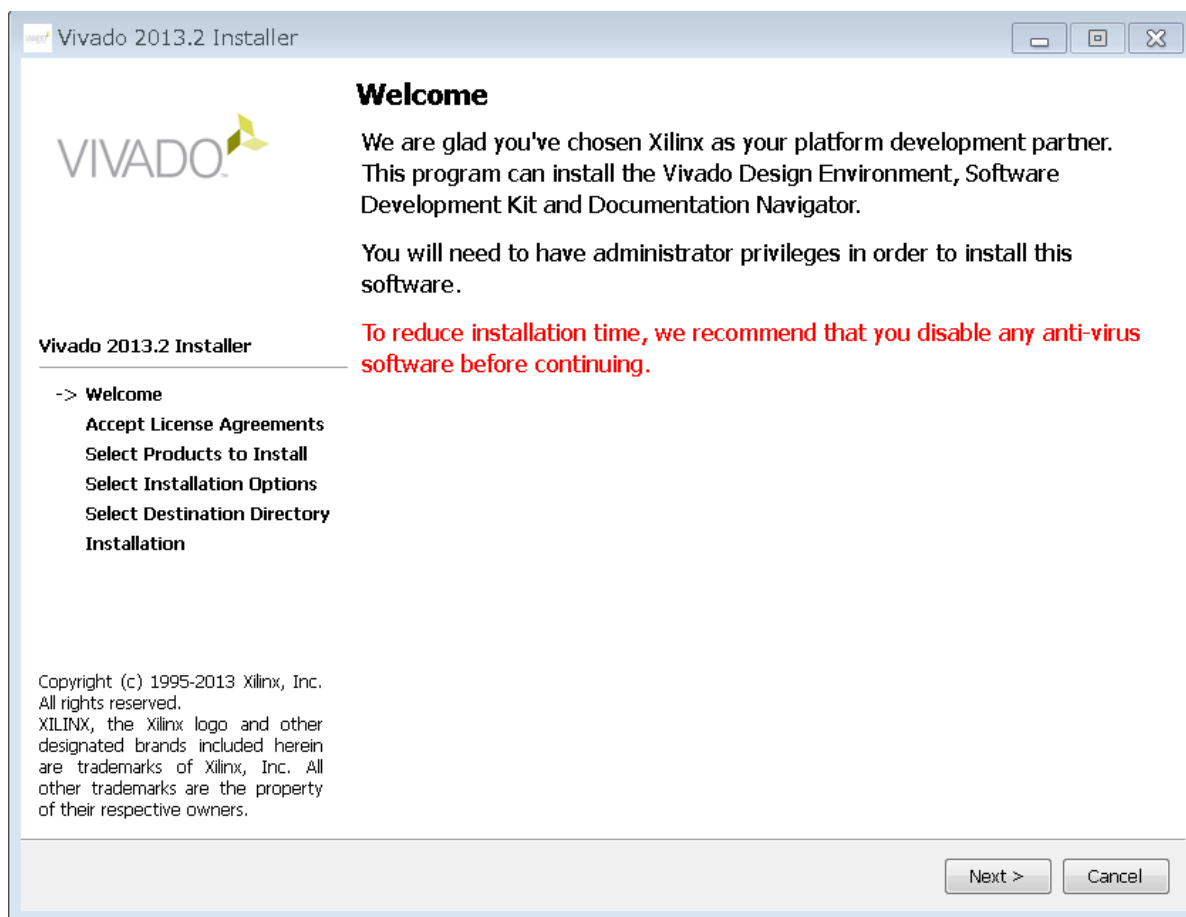 Vivado 2013.2 Installer
VIVADO
Welcome
We are glad you've chosen Xilinx as your platform development partner.
This program can install the Vivado Design Environment, Software
Development Kit and Documentation Navigator.
You will need to have administrator privileges in order to install this
software.
To reduce installation time, we recommend that you disable any anti-virus
software before continuing.
Vivado 2013.2 Installer
-> Welcome
Accept License Agreements
Select Products to Install
Select Installation Options
Select Destination Directory
Installation
Copyright (c) 1995-2013 Xilinx, Inc.
All rights reserved.
XILINX, the Xilinx logo and other
designated brands included herein
are trademarks of Xilinx, Inc. All
other trademarks are the property
of their respective owners.
Next >
Cancel